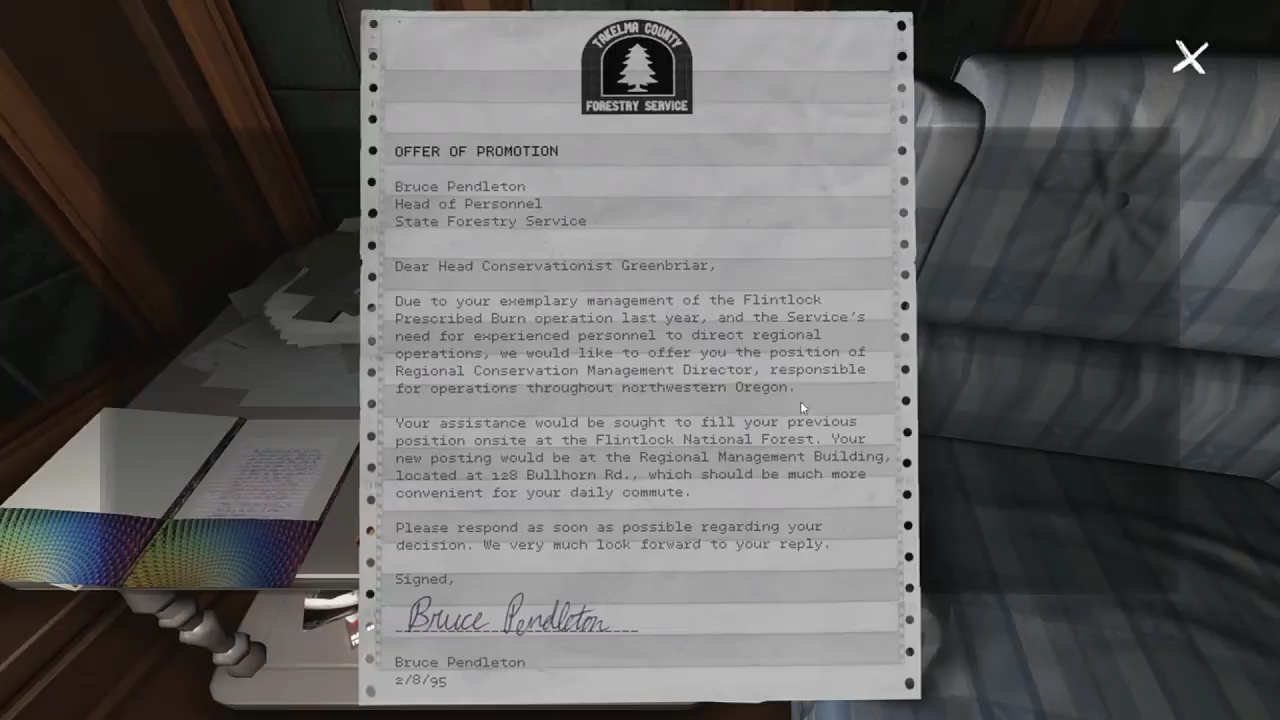 TAKELMA COUNTY
FORESTRY SERVICE
OFFER OF PROMOTION
Bruce Pendleton
Head of Personnel
State Forestry Service
Dear Head Conservationist Greenbriar,
Due to your exemplary management of the Flintlock
Prescribed Burn operation last year, and the Service's
need for experienced personnel to direct regional
operations, we would like to offer you the position of
Regional Conservation Management Director, responsible
for operations throughout northwestern Oregon.
Your assistance would be sought to fill your previous
position onsite at the Flintlock National Forest. Your
new posting would be at the Regional Management Building,
located at 128 Bullhorn Rd., which should be much more
convenient for your daily commute.
Please respond as soon as possible regarding your
decision. We very much look forward to your reply.
Signed,
Bruce Pendleton
Bruce Pendleton
2/8/95